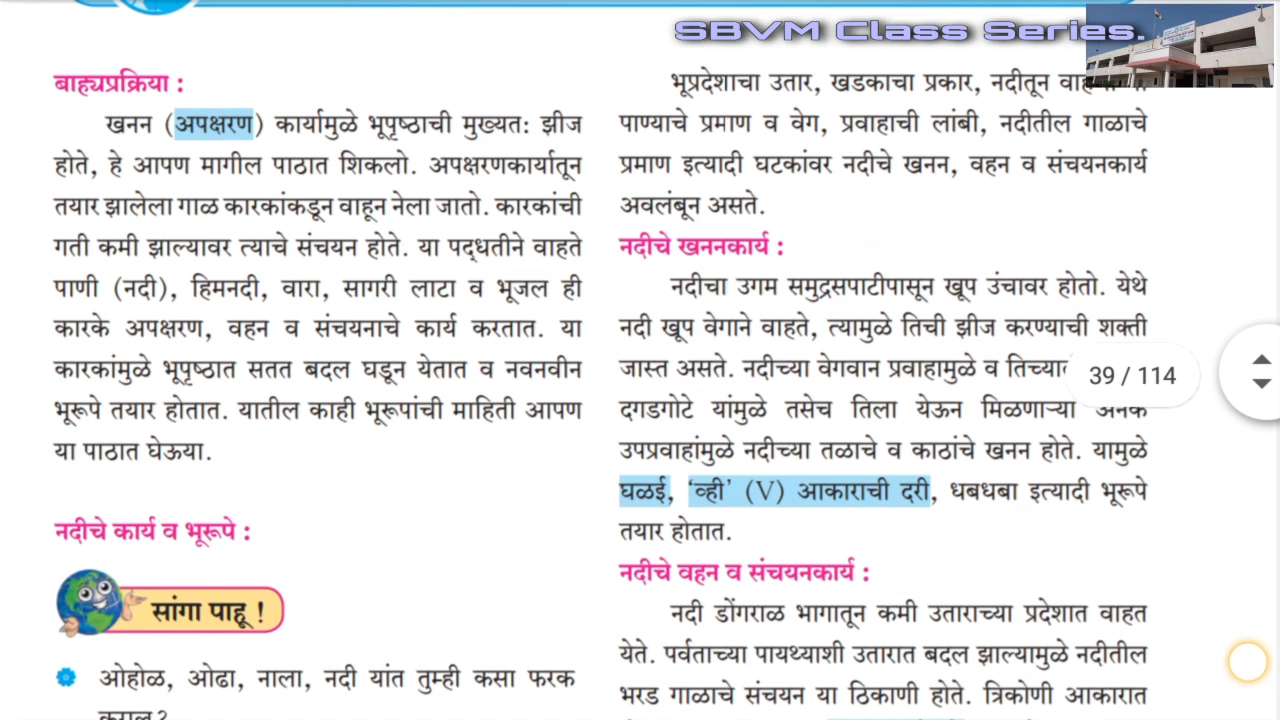 SBVM Class Series.
बाह्यप्रक्रिया :
खनन (अपक्षरण) कार्यामुळे भूपृष्ठाची मुख्यत: झीज
होते, हे आपण मागील पाठात शिकलो. अपक्षरणकार्यातून
तयार झालेला गाळ कारकांकडून वाहून नेला जातो. कारकांची
गती कमी झाल्यावर त्याचे संचयन होते. या पद्धतीने वाहते
पाणी (नदी), हिमनदी, वारा, सागरी लाटा व भूजल ही
कारके अपक्षरण, वहन व संचयनाचे कार्य करतात. या
कारकांमुळे भूपृष्ठात सतत बदल घडून येतात व नवनवीन
भूरूपे तयार होतात. यातील काही भूरूपांची माहिती आपण
या पाठात घेऊया.
नदीचे कार्य व भूरूपे :
सांगा पाहू !
ओहोळ, ओढा, नाला, नदी यांत तुम्ही कसा फरक
भूप्रदेशाचा उतार, खडकाचा प्रकार, नदीतून
पाण्याचे प्रमाण व वेग, प्रवाहाची लांबी, नदीतील गाळाचे
प्रमाण इत्यादी घटकांवर नदीचे खनन, वहन व संचयनकार्य
अवलंबून असते.
नदीचे खननकार्य :
नदीचा उगम समुद्रसपाटीपासून खूप उंचावर होतो. येथे
नदी खूप वेगाने वाहते, त्यामुळे तिची झीज करण्याची शक्ती
जास्त असते. नदीच्या वेगवान प्रवाहामुळे व
दगडगोटे यांमुळे तसेच तिला येऊन मिळणाऱ्या अनेक
उपप्रवाहांमुळे नदीच्या तळाचे व काठांचे खनन होते. यामुळे
घळई, ‘व्ही’ (V) आकाराची दरी, धबधबा इत्यादी भूरूपे
तयार होतात.
नदीचे वहन व संचयनकार्य :
नदी डोंगराळ भागातून कमी उताराच्या प्रदेशात वाहत
येते. पर्वताच्या पायथ्याशी उतारात बदल झाल्यामुळे नदीतील
भरड गाळाचे संचयन या ठिकाणी होते. त्रिकोणी आकारात
39 / 114